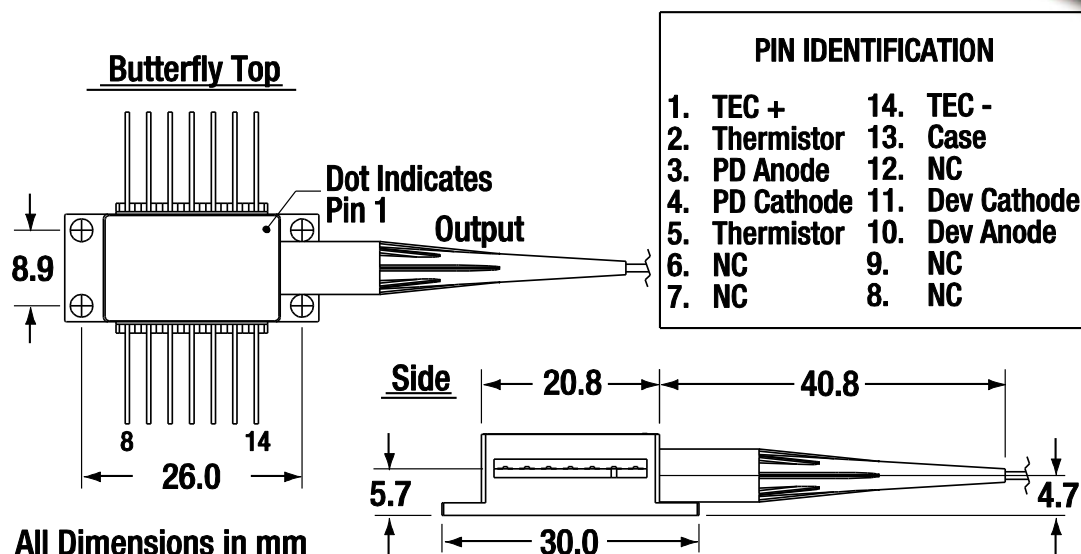 Butterfly Top
Dot Indicates
Pin 1
Output
8.9
8
14
26.0
PIN IDENTIFICATION
1. TEC + 14. TEC -
2. Thermistor 13. Case
3. PD Anode 12. NC
4. PD Cathode 11. Dev Cathode
5. Thermistor 10. Dev Anode
6. NC 9. NC
7. NC 8. NC
Side
20.8
40.8
5.7
4.7
30.0
All Dimensions in mm